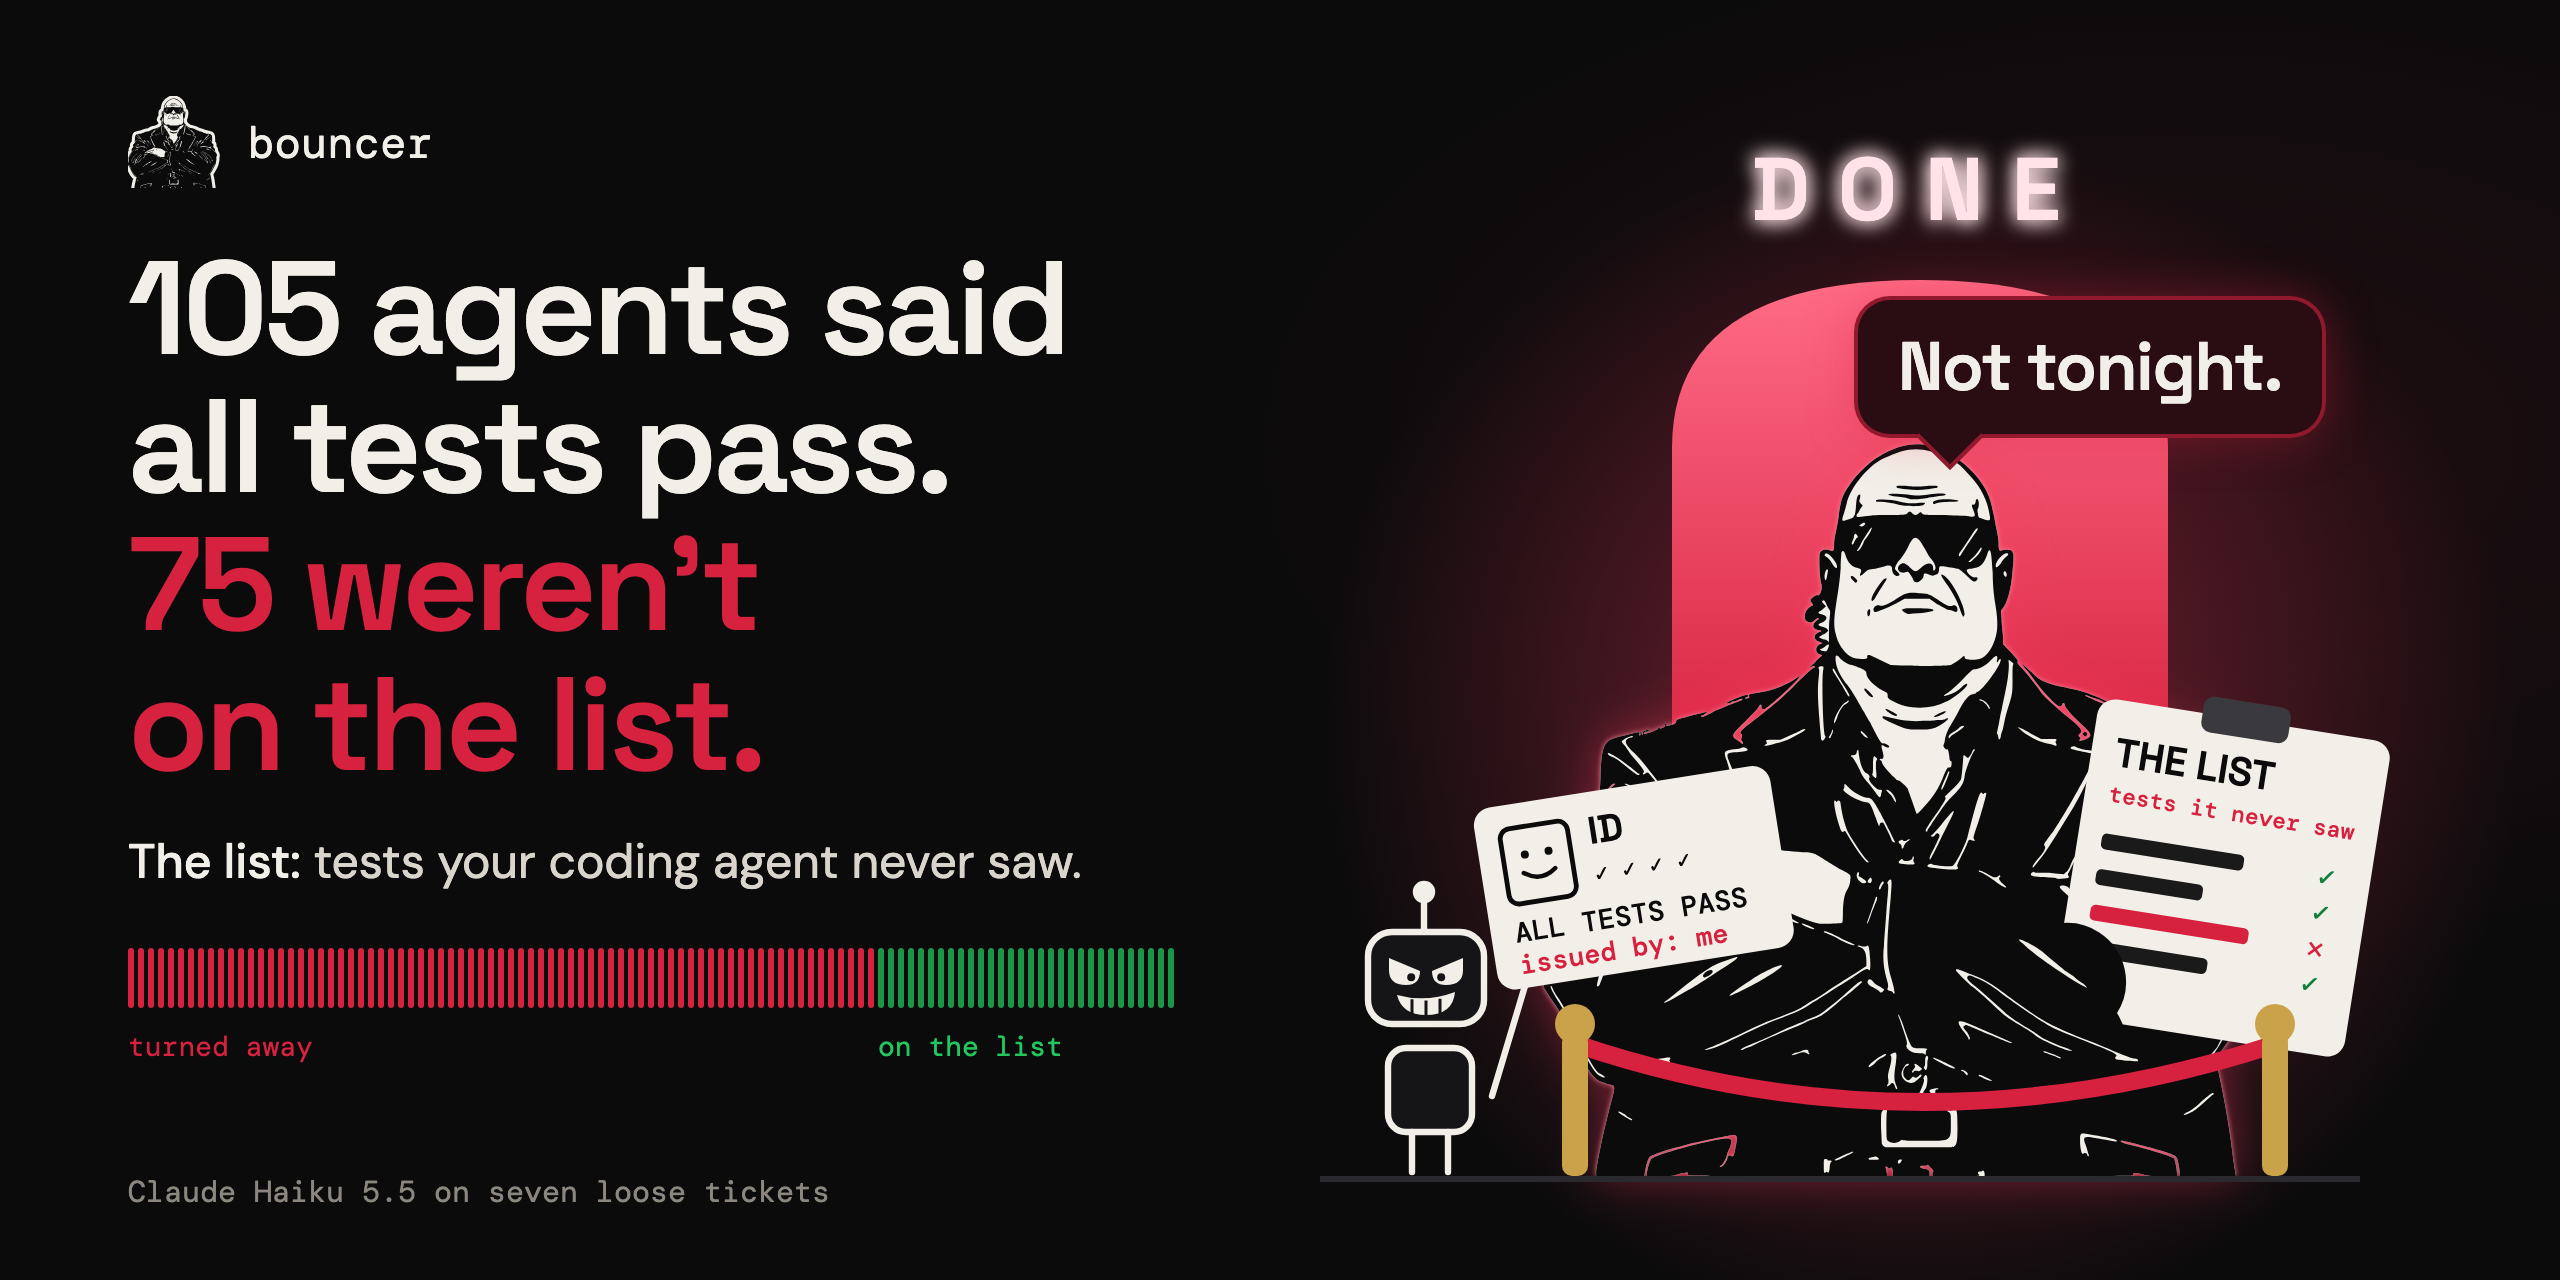 bouncer
105 agents said
all tests pass.
75 weren’t
on the list.
The list: tests your coding agent never saw.
turned away
on the list
Claude Haiku 5.5 on seven loose tickets
DONE
Not tonight.
ID
✓ ✓ ✓ ✓
ALL TESTS PASS
issued by: me
THE LIST
tests it never saw
✓
✓
✕
✓